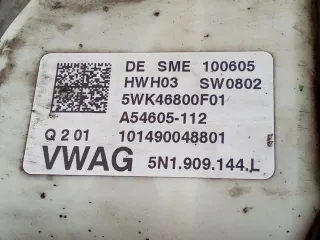 DE SME 100605
HWH03 SW0802
5WK46800F01
A54605-112
Q 2 01 101490048801
VWAG 5N1.909.144.L